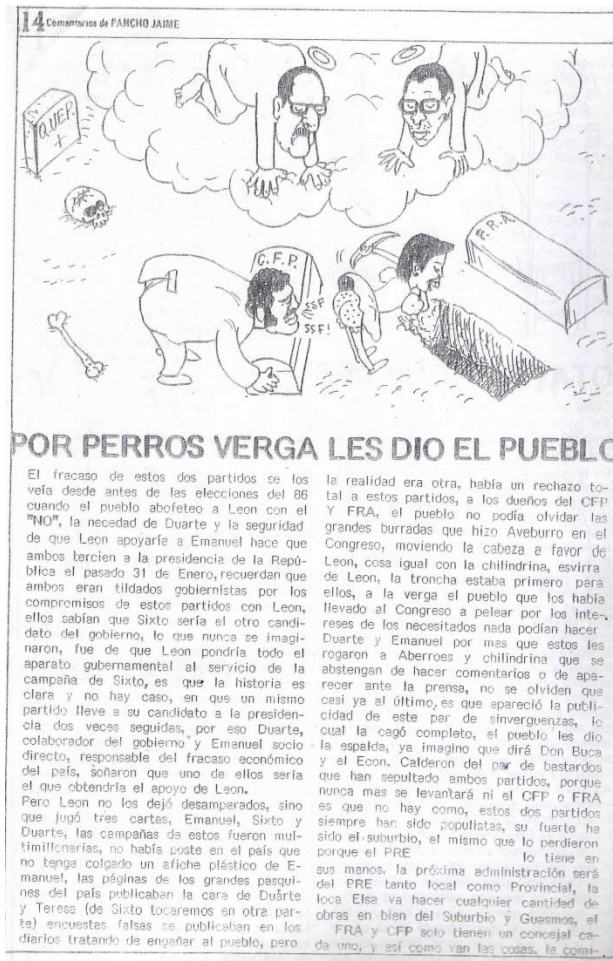 14 Comentarios de PANCHO JAIME
Q.U.E.P.
+
C.F.P.
SSF
SSF!
F.R.A.
POR PERROS VERGA LES DIO EL PUEBLO
El fracaso de estos dos partidos se los
veía desde antes de las elecciones del 86
cuando el pueblo abofeteo a Leon con el
"NO", la necedad de Duarte y la seguridad
de que Leon apoyaría a Emanuel hace que
ambos tercien a la presidencia de la Repú-
blica el pasado 31 de Enero, recuerdan que
ambos eran tildados gobiernistas por los
compromisos de estos partidos con Leon,
ellos sabían que Sixto sería el otro candi-
dato del gobierno, lo que nunca se imagi-
naron, fue de que Leon pondría todo el
aparato gubernamental al servicio de la
campaña de Sixto, es que la historia es
clara y no hay caso, en que un mismo
partido lleve a su candidato a la presiden-
cia dos veces seguidas, por eso Duarte,
colaborador del gobierno y Emanuel socio
directo, responsable del fracaso económico
del país, soñaron que uno de ellos sería
el que obtendría el apoyo de Leon.
Pero Leon no los dejó desamparados, sino
que jugó tres cartas, Emanuel, Sixto y
Duarte, las campañas de estos fueron mul-
timillonarias, no había poste en el país que
no tenga colgado un afiche plástico de E-
manuel, las páginas de los grandes pasqui-
nes del país publicaban la cara de Duarte
y Teresa (de Sixto tocaremos en otra par-
te) encuestas falsas se publicaban en los
diarios tratando de engañar al pueblo, pero
la realidad era otra, había un rechazo to-
tal a estos partidos, a los dueños del CFP
Y FRA, el pueblo no podía olvidar las
grandes burradas que hizo Aveburro en el
Congreso, moviendo la cabeza a favor de
Leon, cosa igual con la chilindrina, esvirra
de Leon, la troncha estaba primero para
ellos, a la verga el pueblo que los había
llevado al Congreso a pelear por los inte-
reses de los necesitados nada podían hacer
Duarte y Emanuel por mas que estos les
rogaron a Aberroes y chilindrina que se
abstengan de hacer comentarios o de apa-
recer ante la prensa, no se olviden que
casi ya al último, es que apareció la publi-
cidad de este par de sinverguenzas, lo
cual la cagó completo, el pueblo les dio
la espalda, ya imagino que dirá Don Buca
y el Econ. Calderon del par de bastardos
que han sepultado ambos partidos, porque
nunca mas se levantará ni el CFP o FRA
es que no hay como, estos dos partidos
siempre han sido populistas, su fuerte ha
sido el suburbio, el mismo que lo perdieron
porque el PRE lo tiene en
sus manos, la próxima administración será
del PRE tanto local como Provincial, la
loca Elsa va hacer cualquier cantidad de
obras en bien del Suburbio y Guasmos, el
FRA y CFP solo tienen un concejal ca-
da uno, y así como van las cosas, la comi-